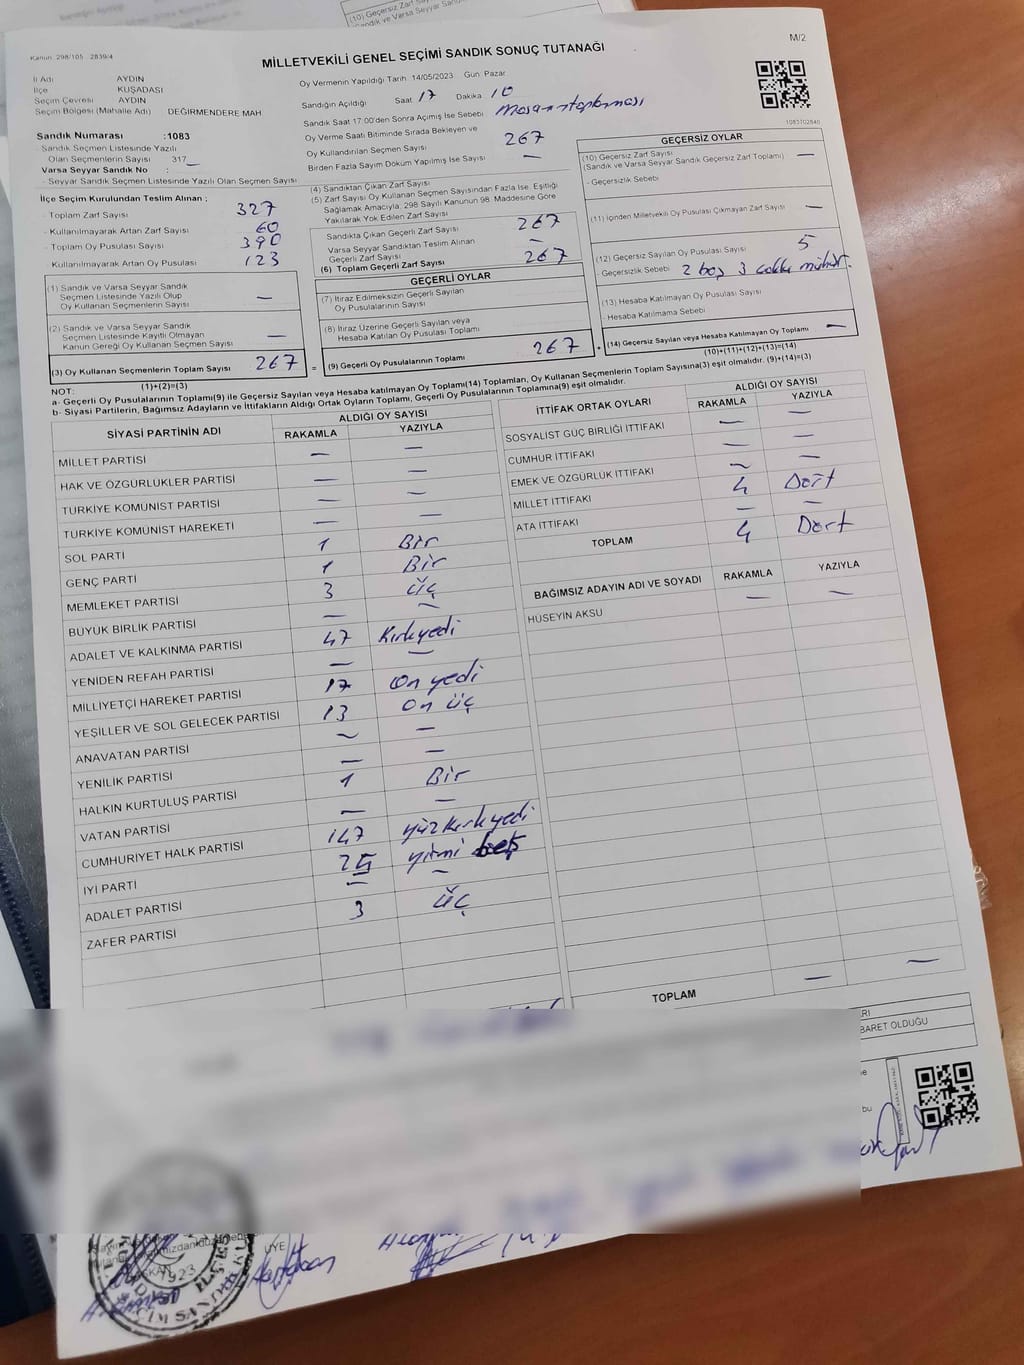 (10) Geçersiz Zarf
(Sandık ve Varsa Seyyar Sandık
Kanun: 298/105 2839/4
MİLLETVEKİLİ GENEL SEÇİMİ SANDIK SONUÇ TUTANAĞI
M/2
İl Adı AYDIN
İlçe KUŞADASI
Seçim Çevresi AYDIN
Seçim Bölgesi (Mahalle Adı) DEĞİRMENDERE MAH
Oy Vermenin Yapıldığı Tarih: 14/05/2023 Gün: Pazar
Sandığın Açıldığı Saat 17 Dakika 10
Sandık Saat 17:00'den Sonra Açımış İse Sebebi
1083702840
Sandık Numarası :1083
Sandık Seçmen Listesinde Yazılı
Olan Seçmenlerin Sayısı 317
Varsa Seyyar Sandık No :
- Seyyar Sandık Seçmen Listesinde Yazılı Olan Seçmen Sayısı
Oy Verme Saati Bitiminde Sırada Bekleyen ve
Oy Kullandırılan Seçmen Sayısı 267
Birden Fazla Sayım Döküm Yapılmış İse Sayısı —
İlçe Seçim Kurulundan Teslim Alınan :
- Toplam Zarf Sayısı 327
- Kullanılmayarak Artan Zarf Sayısı 60
- Toplam Oy Pusulası Sayısı 390
- Kullanılmayarak Artan Oy Pusulası 123
(1) Sandık ve Varsa Seyyar Sandık
Seçmen Listesinde Yazılı Olup
Oy Kullanan Seçmenlerin Sayısı —
(2) Sandık ve Varsa Seyyar Sandık
Seçmen Listesinde Kayıtlı Olmayan
Kanun Gereği Oy Kullanan Seçmen Sayısı —
(3) Oy Kullanan Seçmenlerin Toplam Sayısı 267 =
(1)+(2)=(3)
(4) Sandıktan Çıkan Zarf Sayısı
(5) Zarf Sayısı Oy Kullanan Seçmen Sayısından Fazla İse, Eşitliği
Sağlamak Amacıyla, 298 Sayılı Kanunun 98. Maddesine Göre
Yakılarak Yok Edilen Zarf Sayısı
Sandıkta Çıkan Geçerli Zarf Sayısı 267
Varsa Seyyar Sandıktan Teslim Alınan
Geçerli Zarf Sayısı —
(6) Toplam Geçerli Zarf Sayısı 267
GEÇERLİ OYLAR
(7) İtiraz Edilmeksizin Geçerli Sayılan
Oy Pusulalarının Sayısı
(8) İtiraz Üzerine Geçerli Sayılan veya
Hesaba Katılan Oy Pusulası Toplamı
(9) Geçerli Oy Pusulalarının Toplamı 267 +
GEÇERSİZ OYLAR
(10) Geçersiz Zarf Sayısı —
(Sandık ve Varsa Seyyar Sandık Geçersiz Zarf Toplamı)
- Geçersizlik Sebebi
(11) İçinden Milletvekili Oy Pusulası Çıkmayan Zarf Sayısı —
(12) Geçersiz Sayılan Oy Pusulası Sayısı 5
- Geçersizlik Sebebi 2 boş 3 mühür.
(13) Hesaba Katılmayan Oy Pusulası Sayısı
- Hesaba Katılmama Sebebi
(14) Geçersiz Sayılan veya Hesaba Katılmayan Oy Toplamı —
(10)+(11)+(12)+(13)=(14)
NOT:
a- Geçerli Oy Pusulalarının Toplamı(9) ile Geçersiz Sayılan veya Hesaba katılmayan Oy Toplamı(14) Toplamları, Oy Kullanan Seçmenlerin Toplam Sayısına(3) eşit olmalıdır. (9)+(14)=(3)
b- Siyasi Partilerin, Bağımsız Adayların ve İttifakların Aldığı Ortak Oyların Toplamı, Geçerli Oy Pusulalarının Toplamına(9) eşit olmalıdır.
SİYASİ PARTİNİN ADI ALDIĞI OY SAYISI
RAKAMLA YAZIYLA
MİLLET PARTİSİ — —
HAK VE ÖZGÜRLÜKLER PARTİSİ — —
TÜRKİYE KOMÜNİST PARTİSİ — —
TÜRKİYE KOMÜNİST HAREKETİ — —
SOL PARTİ 1 Bir
GENÇ PARTİ 1 Bir
MEMLEKET PARTİSİ 3 üç
BÜYÜK BİRLİK PARTİSİ — —
ADALET VE KALKINMA PARTİSİ 47 Kırkyedi
YENİDEN REFAH PARTİSİ — —
MİLLİYETÇİ HAREKET PARTİSİ 17 on yedi
YEŞİLLER VE SOL GELECEK PARTİSİ 13 on üç
ANAVATAN PARTİSİ — —
YENİLİK PARTİSİ — —
HALKIN KURTULUŞ PARTİSİ 1 Bir
VATAN PARTİSİ — —
CUMHURİYET HALK PARTİSİ 147 yüzkırkyedi
İYİ PARTİ 25 yirmi beş
ADALET PARTİSİ — —
ZAFER PARTİSİ 3 üç
İTTİFAK ORTAK OYLARI ALDIĞI OY SAYISI
RAKAMLA YAZIYLA
SOSYALİST GÜÇ BİRLİĞİ İTTİFAKI — —
CUMHUR İTTİFAKI — —
EMEK VE ÖZGÜRLÜK İTTİFAKI — —
MİLLET İTTİFAKI 4 Dört
ATA İTTİFAKI — —
TOPLAM 4 Dört
BAĞIMSIZ ADAYIN ADI VE SOYADI RAKAMLA YAZIYLA
HÜSEYİN AKSU — —
TOPLAM — —
BARET OLDUĞU
ÜYE
1923